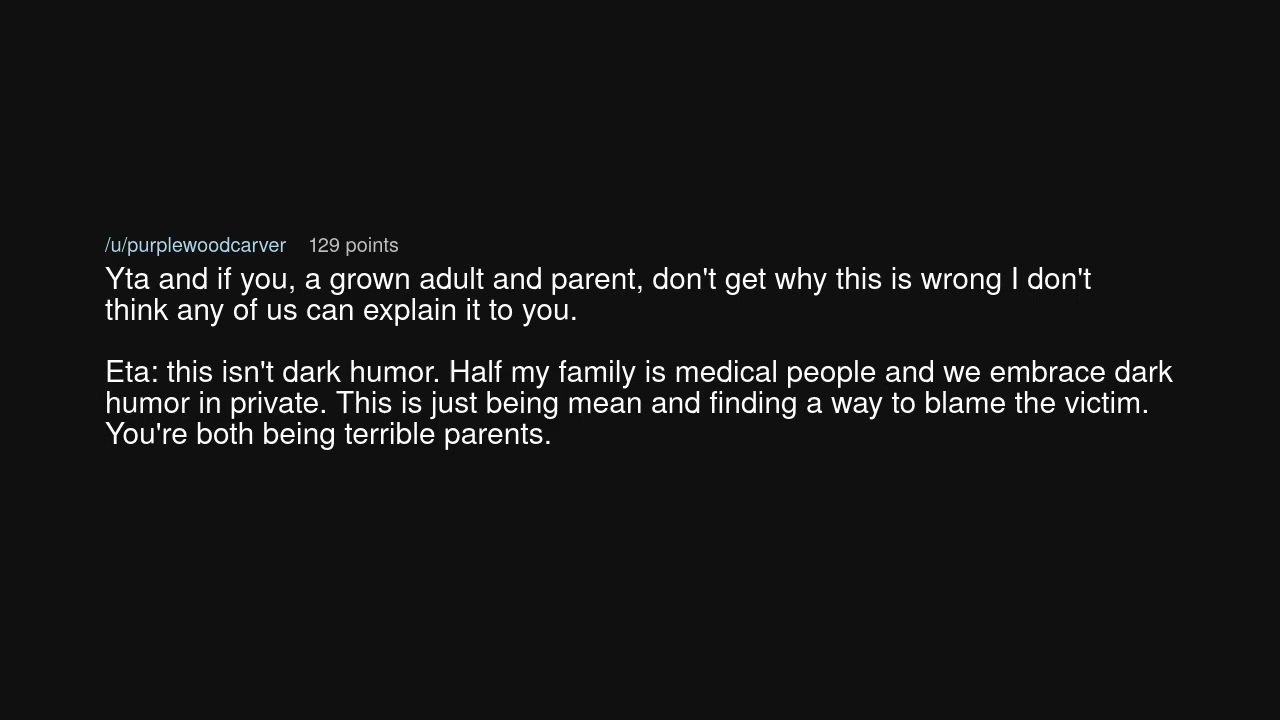 /u/purplewoodcarver 129 points
Yta and if you, a grown adult and parent, don't get why this is wrong I don't
think any of us can explain it to you.
Eta: this isn't dark humor. Half my family is medical people and we embrace dark
humor in private. This is just being mean and finding a way to blame the victim.
You're both being terrible parents.